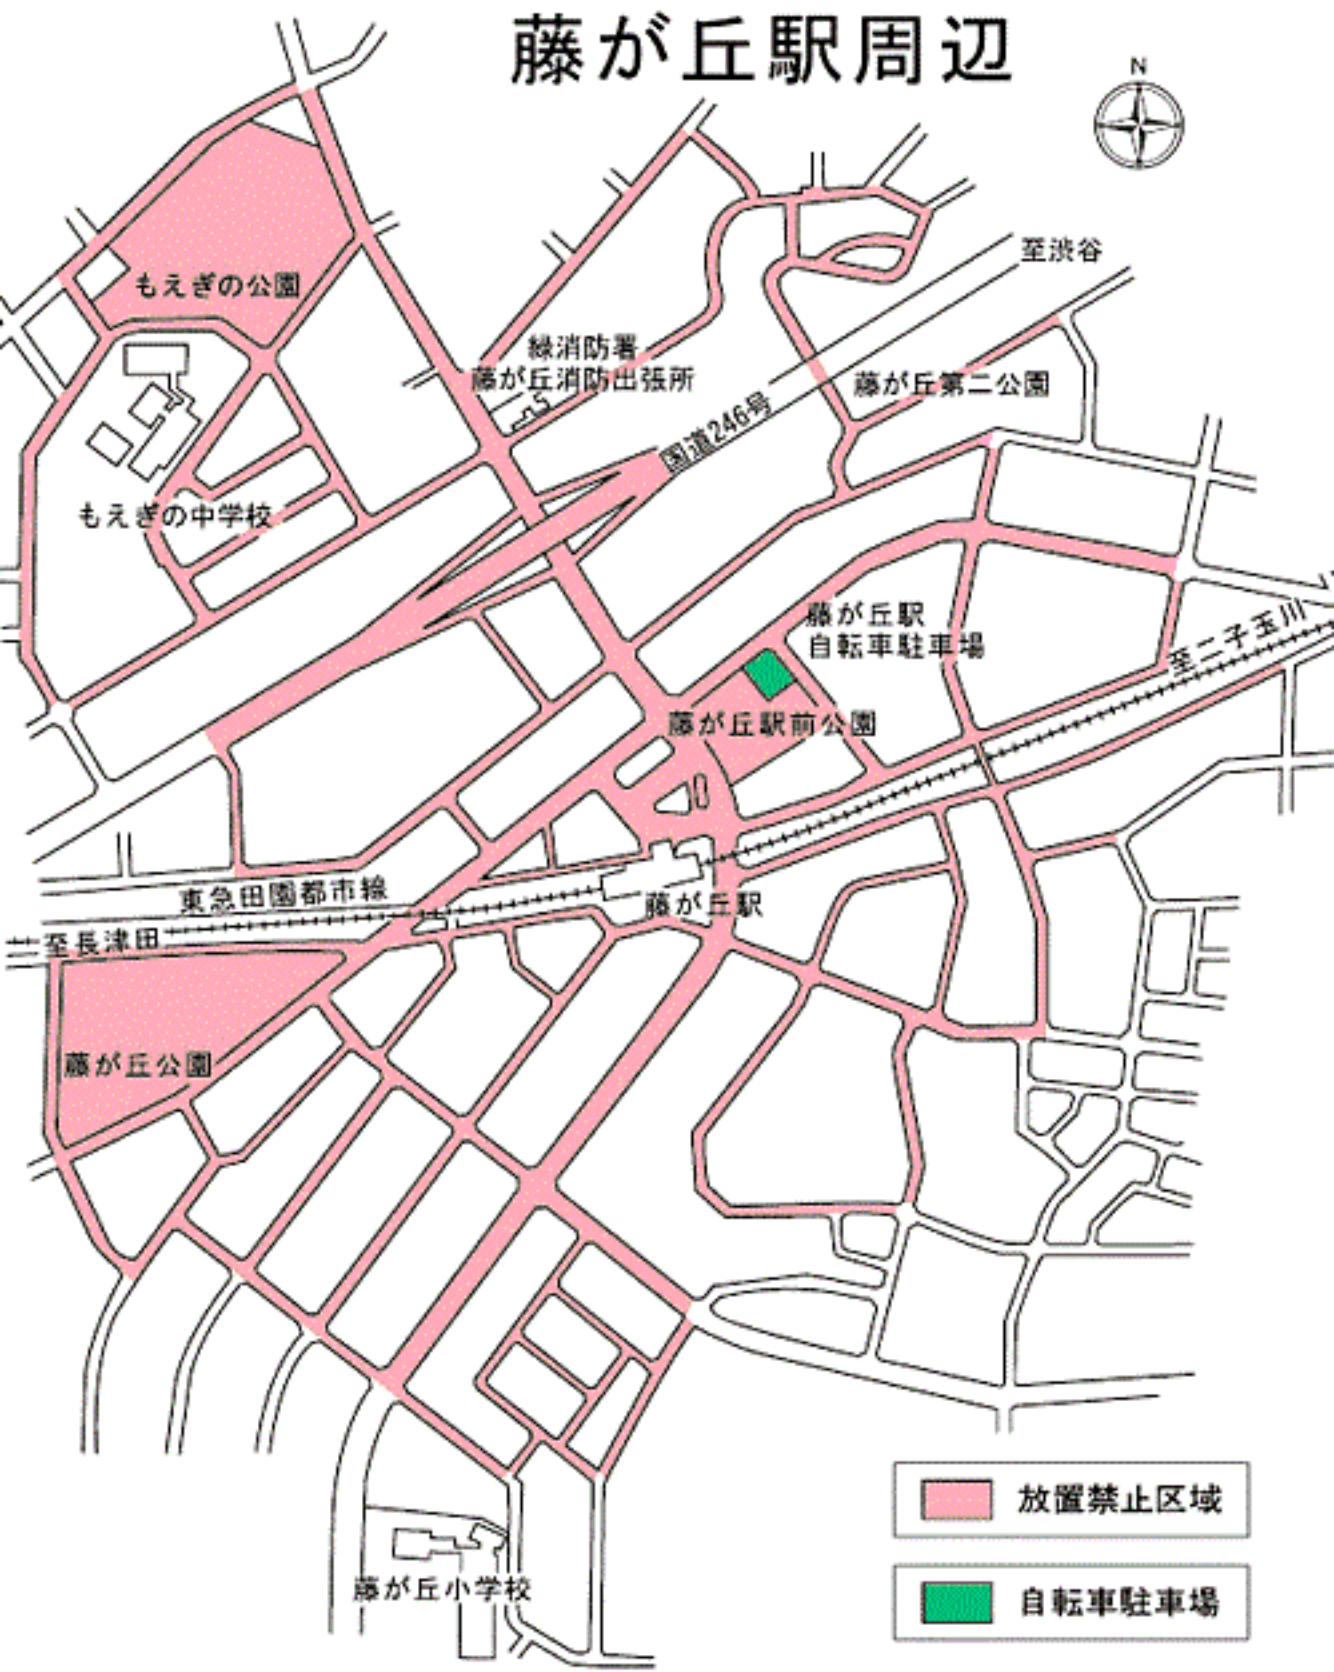 藤が丘駅周辺
N
至渋谷
もえぎの公園
緑消防署
藤が丘消防出張所
藤が丘第二公園
国道246号
もえぎの中学校
藤が丘駅
自転車駐車場
至二子玉川
藤が丘駅前公園
東急田園都市線
藤が丘駅
至長津田
藤が丘公園
放置禁止区域
藤が丘小学校
自転車駐車場